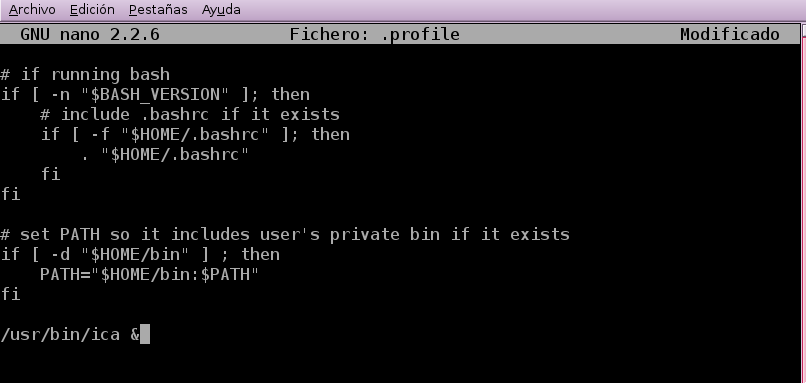 Archivo Edición Pestañas Ayuda
GNU nano 2.2.6 Fichero: .profile Modificado
# if running bash
if [ -n "$BASH_VERSION" ]; then
    # include .bashrc if it exists
    if [ -f "$HOME/.bashrc" ]; then
        . "$HOME/.bashrc"
    fi
fi
# set PATH so it includes user's private bin if it exists
if [ -d "$HOME/bin" ] ; then
    PATH="$HOME/bin:$PATH"
fi
/usr/bin/ica &